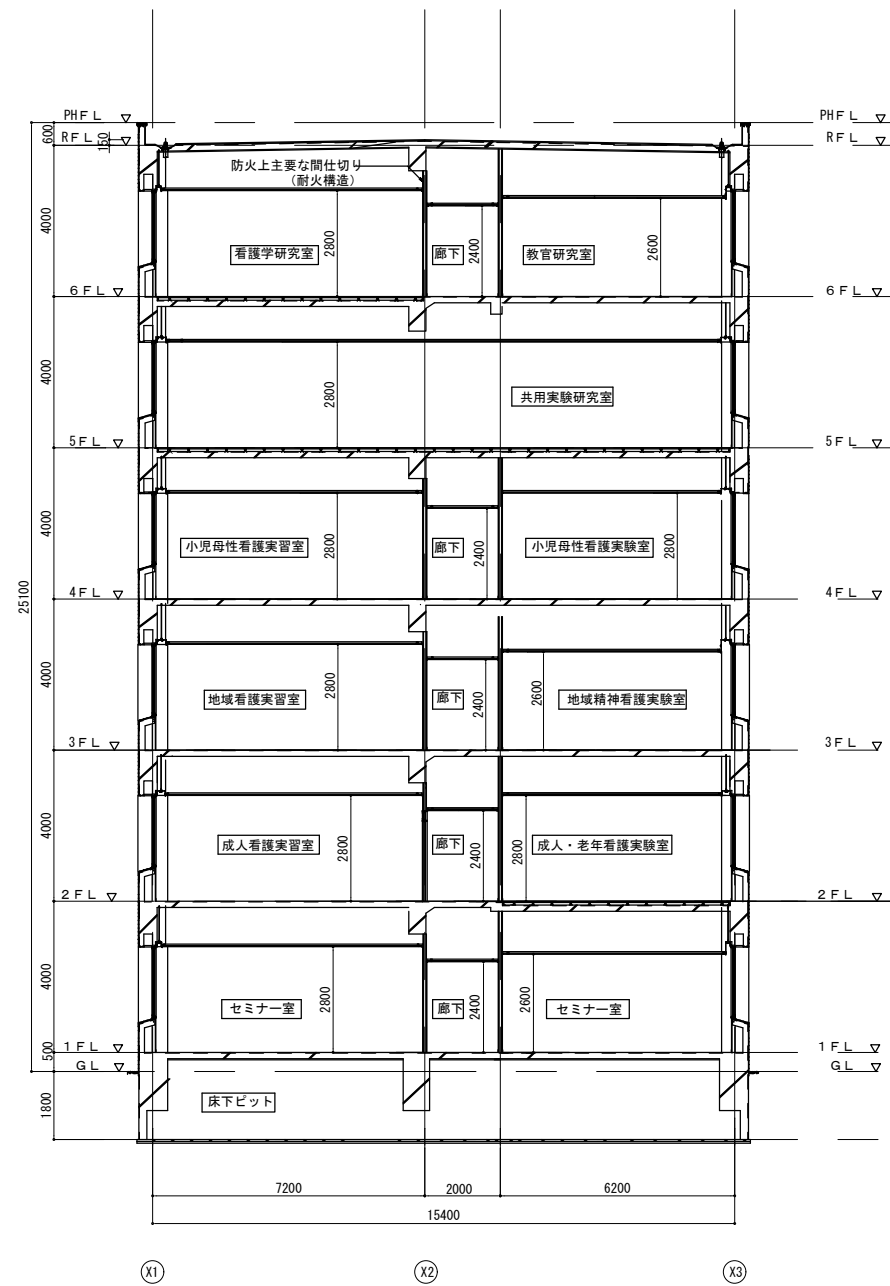 PHFL ▽ PHFL ▽
600
RFL ▽ RFL ▽
150
防火上主要な間仕切り
(耐火構造)
4000
看護学研究室 2800 廊下 2400 教官研究室 2600
6FL ▽ 6FL ▽
4000
2800 共用実験研究室
5FL ▽ 5FL ▽
4000
小児母性看護実習室 2800 廊下 2400 小児母性看護実験室 2800
25100
4FL ▽ 4FL ▽
4000
地域看護実習室 2800 廊下 2400 2600 地域精神看護実験室
3FL ▽ 3FL ▽
4000
成人看護実習室 2800 廊下 2400 2800 成人・老年看護実験室
2FL ▽ 2FL ▽
4000
セミナー室 2800 廊下 2400 2600 セミナー室
1FL ▽ 1FL ▽
500
GL ▽ GL ▽
1800
床下ピット
7200 2000 6200
15400
X1 X2 X3